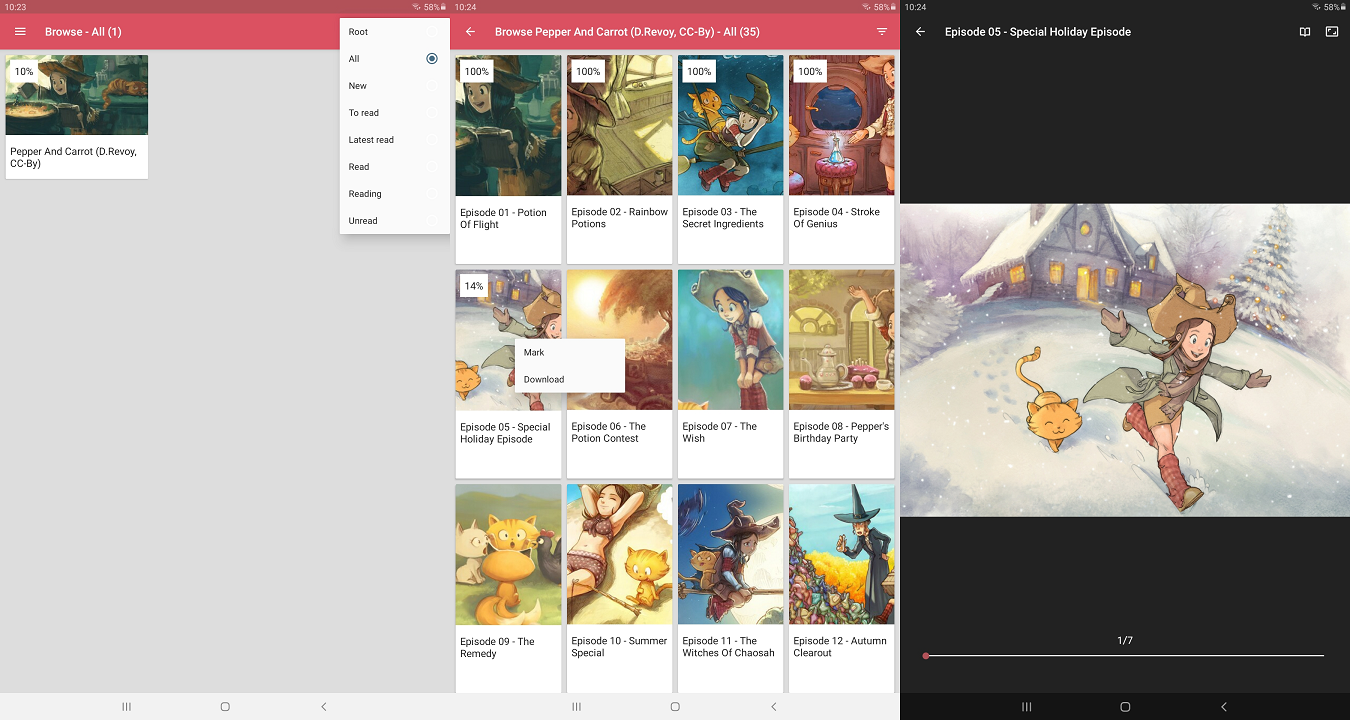 10:23
58%
Browse - All (1)
Root
All
New
To read
Latest read
Read
Reading
Unread
10%
Pepper And Carrot (D.Revoy,
CC-By)
10:24
58%
Browse Pepper And Carrot (D.Revoy, CC-By) - All (35)
100%
100%
100%
100%
Episode 01 - Potion
Of Flight
Episode 02 - Rainbow
Potions
Episode 03 - The
Secret Ingredients
Episode 04 - Stroke
Of Genius
14%
Mark
Download
Episode 05 - Special
Holiday Episode
Episode 06 - The
Potion Contest
Episode 07 - The
Wish
Episode 08 - Pepper's
Birthday Party
Episode 09 - The
Remedy
Episode 10 - Summer
Special
Episode 11 - The
Witches Of Chaosah
Episode 12 - Autumn
Clearout
10:24
58%
Episode 05 - Special Holiday Episode
1/7